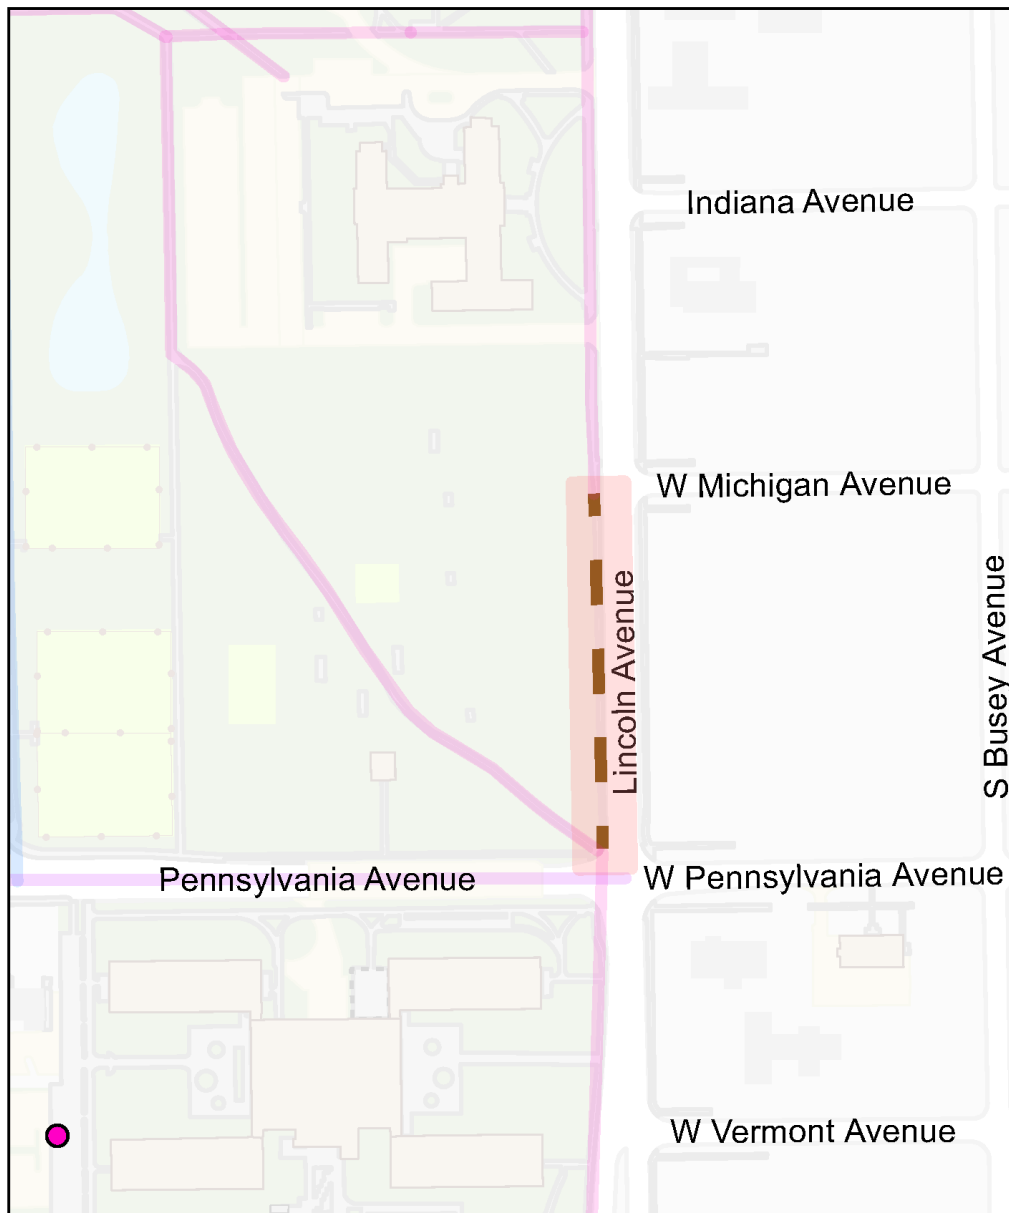 Indiana Avenue
W Michigan Avenue
Lincoln Avenue
S Busey Avenue
Pennsylvania Avenue
W Pennsylvania Avenue
W Vermont Avenue